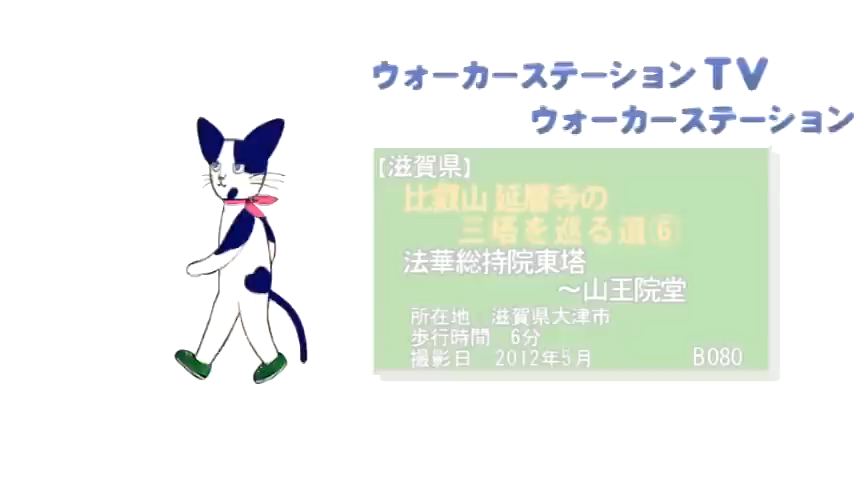 ウォーカーステーションTV
ウォーカーステーション
【滋賀県】
比叡山 延暦寺の
三塔を巡る道⑥
法華総持院東塔
～山王院堂
所在地　滋賀県大津市
歩行時間　6分
撮影日　2012年5月　B080